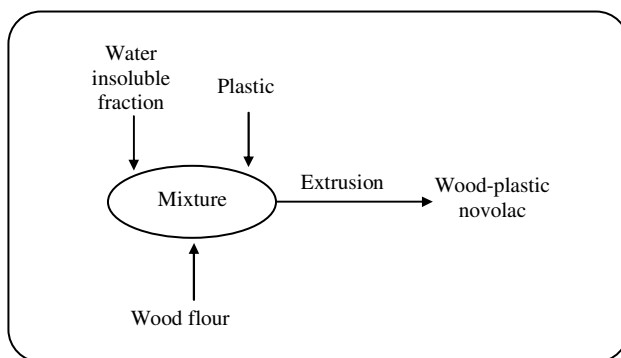 Water
insoluble
fraction
Plastic
Mixture
Extrusion
Wood-plastic
novolac
Wood flour